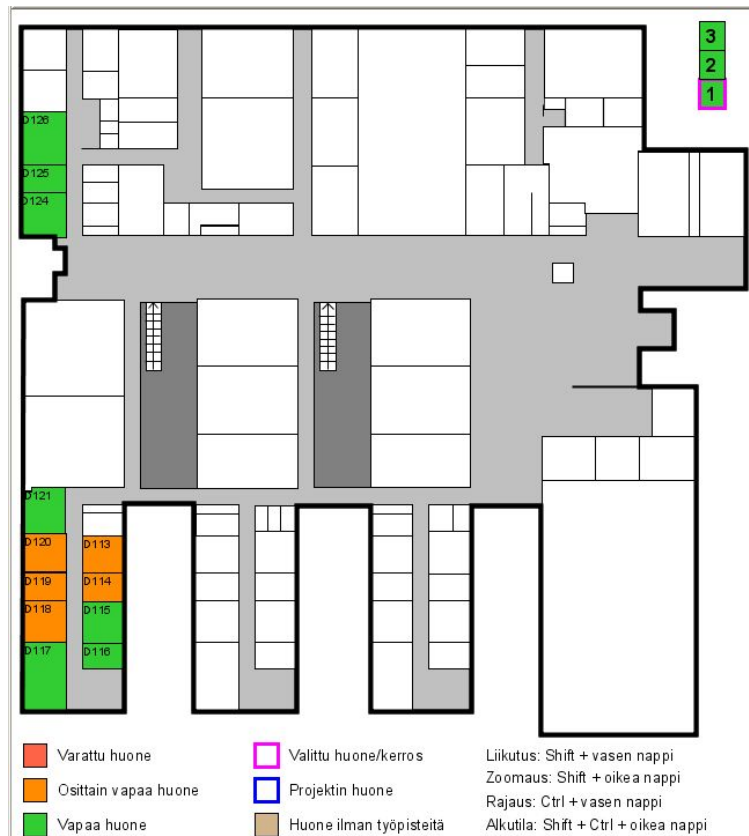 3
2
1
D126
D125
D124
D121
D120
D119
D118
D117
D113
D114
D115
D116
Varattu huone
Osittain vapaa huone
Vapaa huone
Valittu huone/kerros
Projektin huone
Huone ilman työpisteitä
Liikutus: Shift + vasen nappi
Zoomaus: Shift + oikea nappi
Rajaus: Ctrl + vasen nappi
Alkutila: Shift + Ctrl + oikea nappi